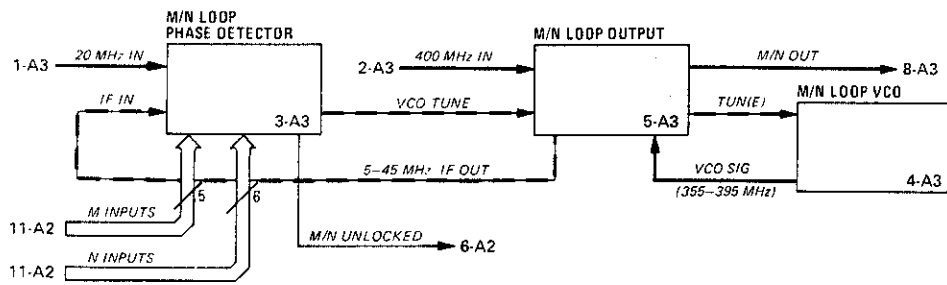 M/N LOOP
PHASE DETECTOR
M/N LOOP OUTPUT
20 MHz IN
1-A3
400 MHz IN
2-A3
M/N OUT
8-A3
M/N LOOP VCO
IF IN
VCO TUNE
TUN(E)
3-A3
5-A3
5–45 MHz IF OUT
VCO SIG
(355–395 MHz)
4-A3
5
6
M INPUTS
11-A2
M/N UNLOCKED
6-A2
N INPUTS
11-A2